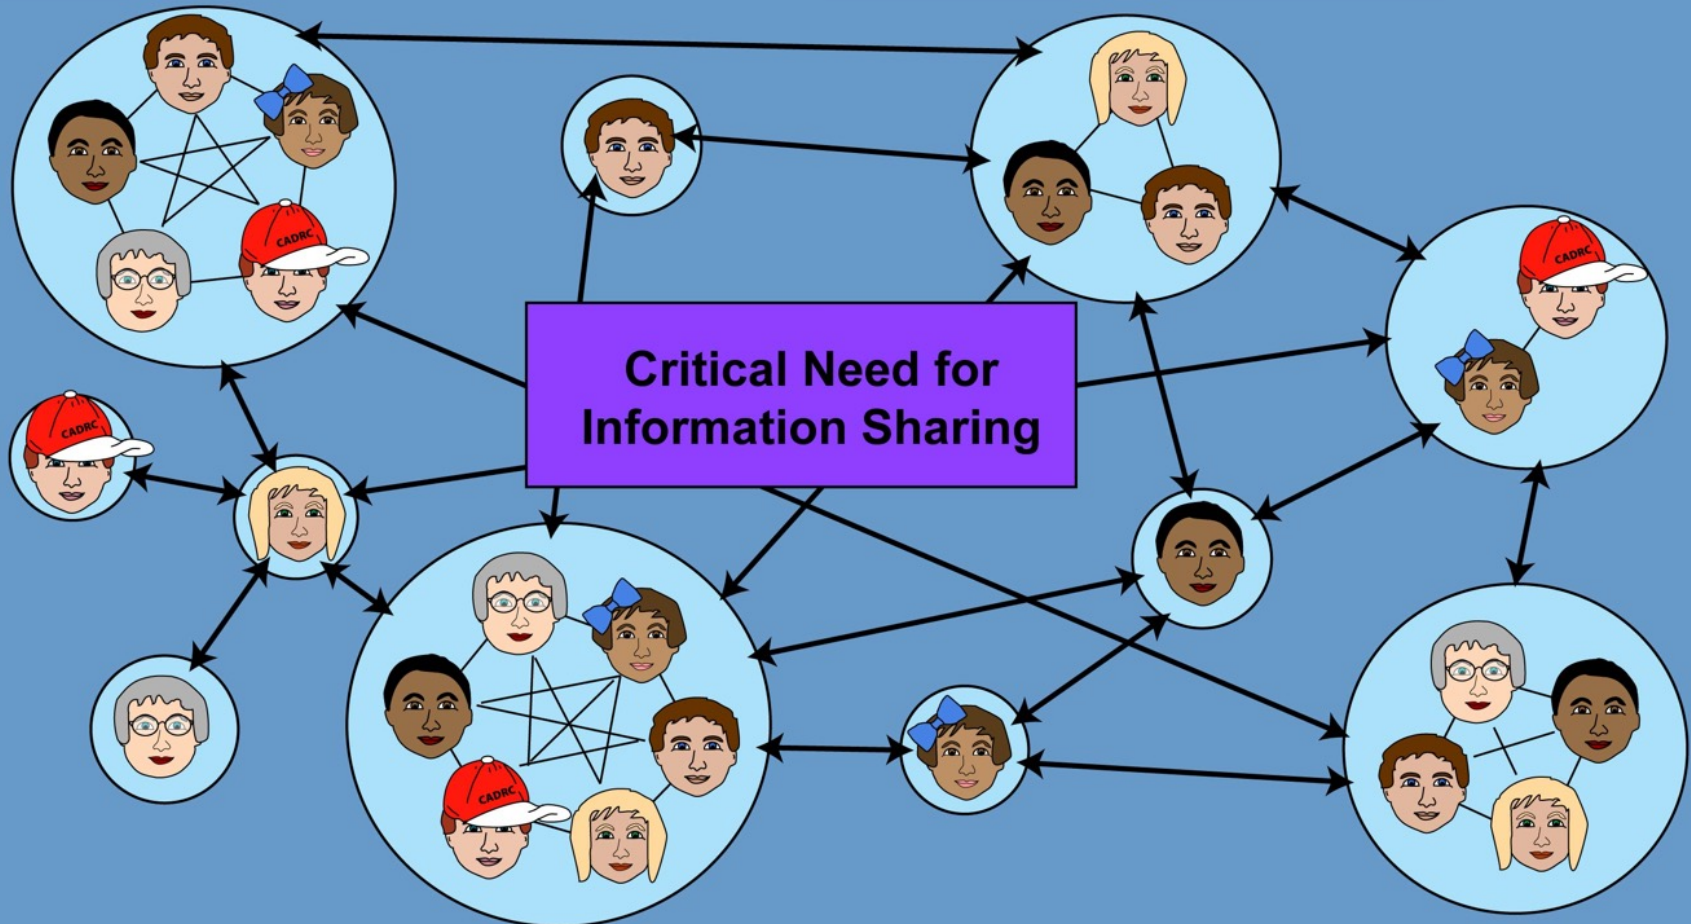 CADRC
Critical Need for
Information Sharing
CADRC
CADRC
CADRC